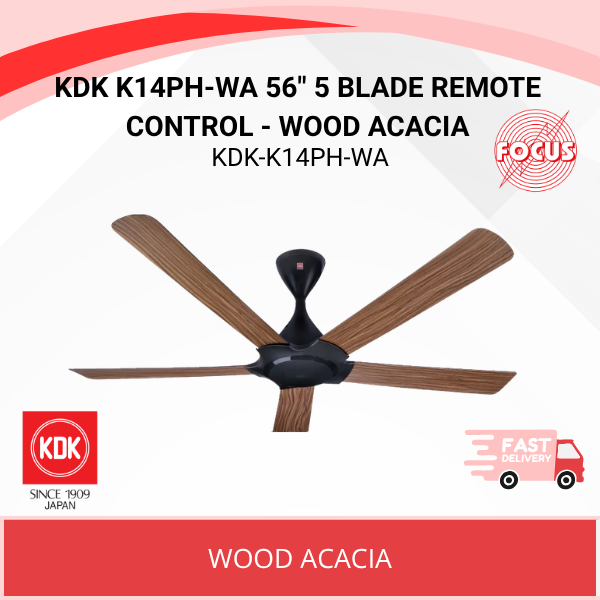 KDK K14PH-WA 56" 5 BLADE REMOTE
CONTROL - WOOD ACACIA
KDK-K14PH-WA
FOCUS
KDK
SINCE 1909
JAPAN
FAST
DELIVERY
WOOD ACACIA